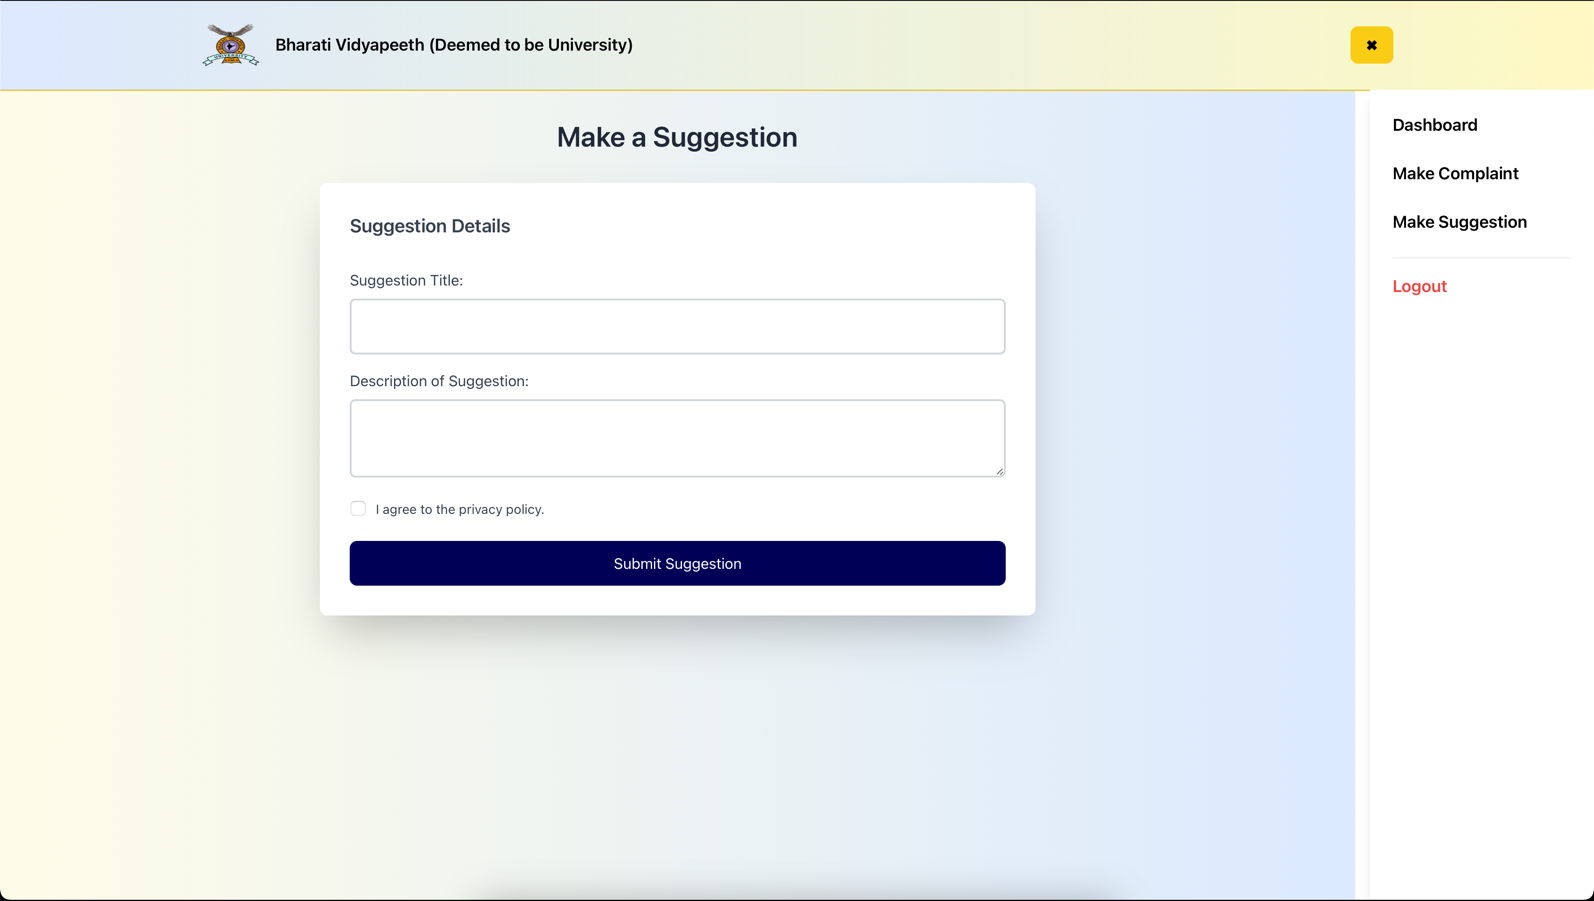 Bharati Vidyapeeth (Deemed to be University)
✖
Dashboard
Make Complaint
Make Suggestion
Logout
Make a Suggestion
Suggestion Details
Suggestion Title:
Description of Suggestion:
I agree to the privacy policy.
Submit Suggestion